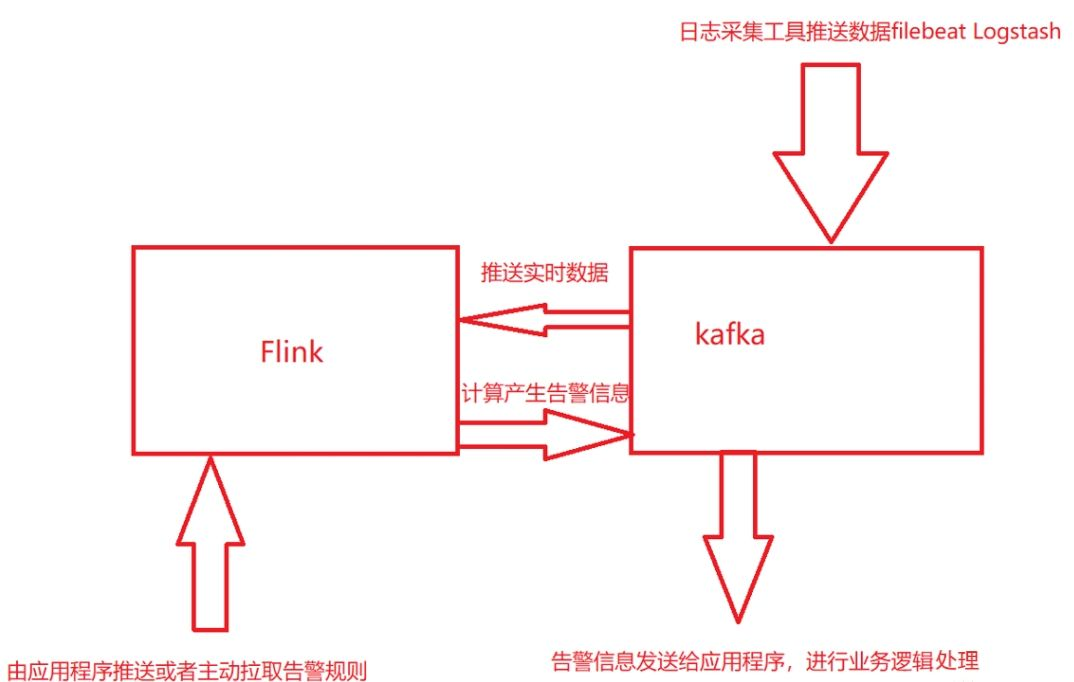 日志采集工具推送数据filebeat Logstash
推送实时数据
kafka
Flink
计算产生告警信息
由应用程序推送或者主动拉取告警规则
告警信息发送给应用程序，进行业务逻辑处理